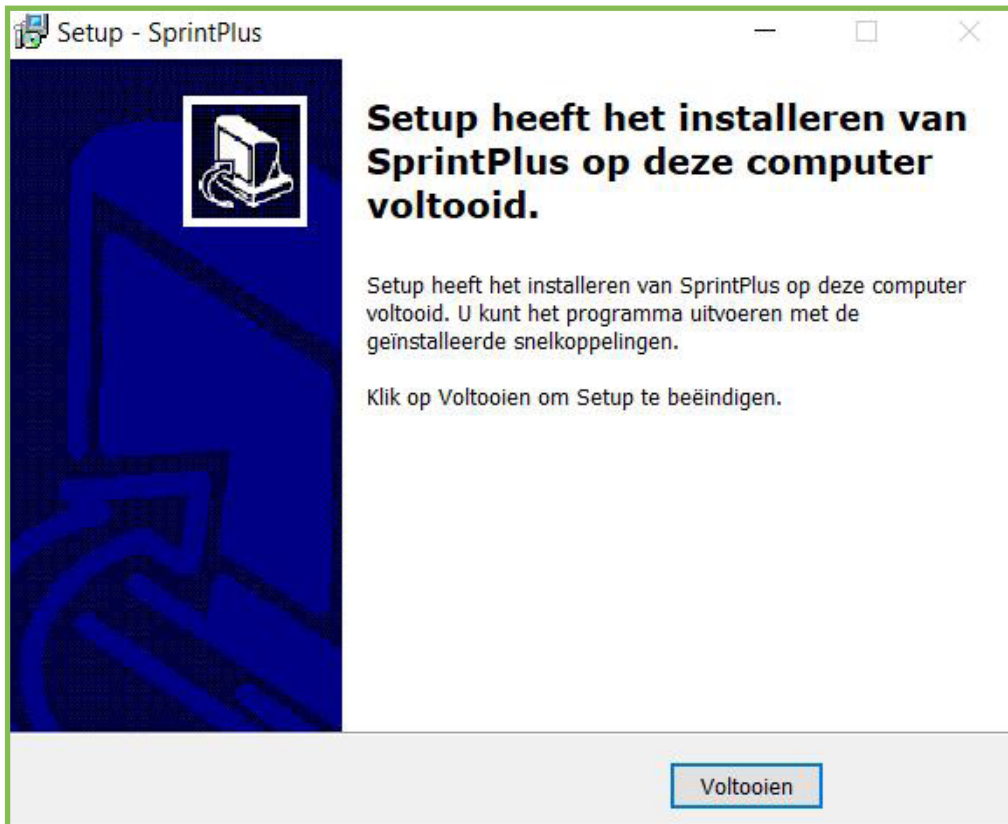 Setup - SprintPlus
Setup heeft het installeren van
SprintPlus op deze computer
voltooid.
Setup heeft het installeren van SprintPlus op deze computer
voltooid. U kunt het programma uitvoeren met de
geïnstalleerde snelkoppelingen.
Klik op Voltooien om Setup te beëindigen.
Voltooien